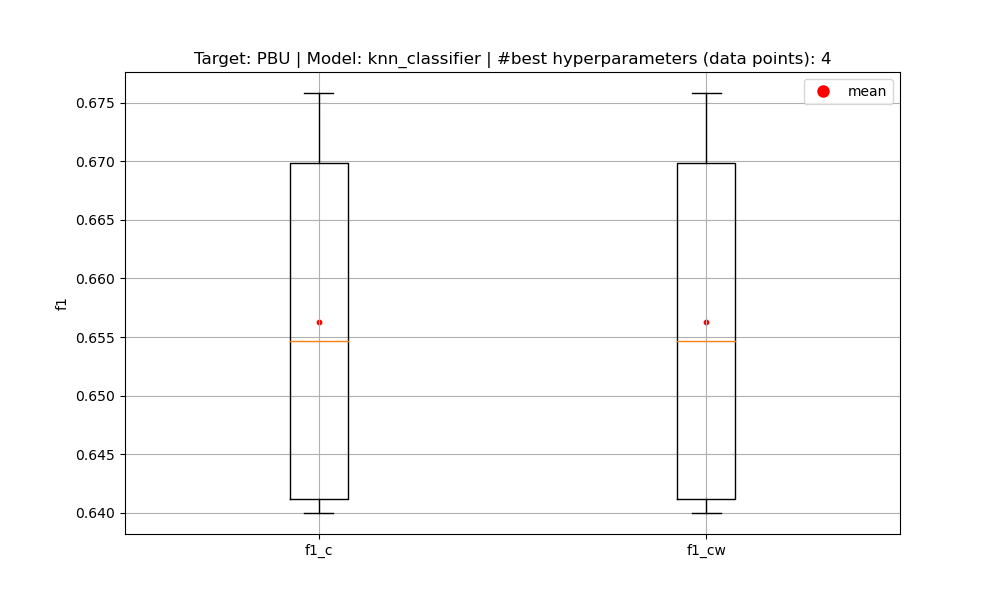 Target: PBU | Model: knn_classifier | #best hyperparameters (data points): 4
mean
0.675
0.670
0.665
0.660
0.655
0.650
0.645
0.640
f1
f1_c
f1_cw